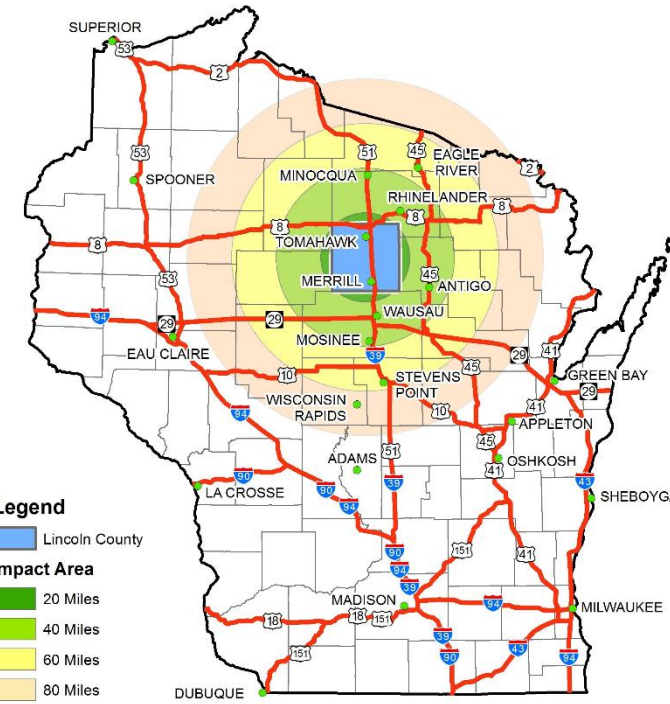 SUPERIOR
53
2
53
SPOONER
51
45
EAGLE
RIVER
2
MINOCQUA
RHINELANDER
8
8
8
TOMAHAWK
8
53
MERRILL
45
ANTIGO
94
29
29
WAUSAU
EAU CLAIRE
MOSINEE
39
29
41
45
10
STEVENS
POINT
GREEN BAY
29
WISCONSIN
RAPIDS
10
41
94
APPLETON
45
51
ADAMS
OSHKOSH
41
90
LA CROSSE
90
39
43
SHEBOYGA
94
Legend
Lincoln County
90
151
41
94
mpact Area
39
20 Miles
MADISON
94
MILWAUKEE
40 Miles
18
18
151
39
60 Miles
151
90
43
94
80 Miles
DUBUQUE